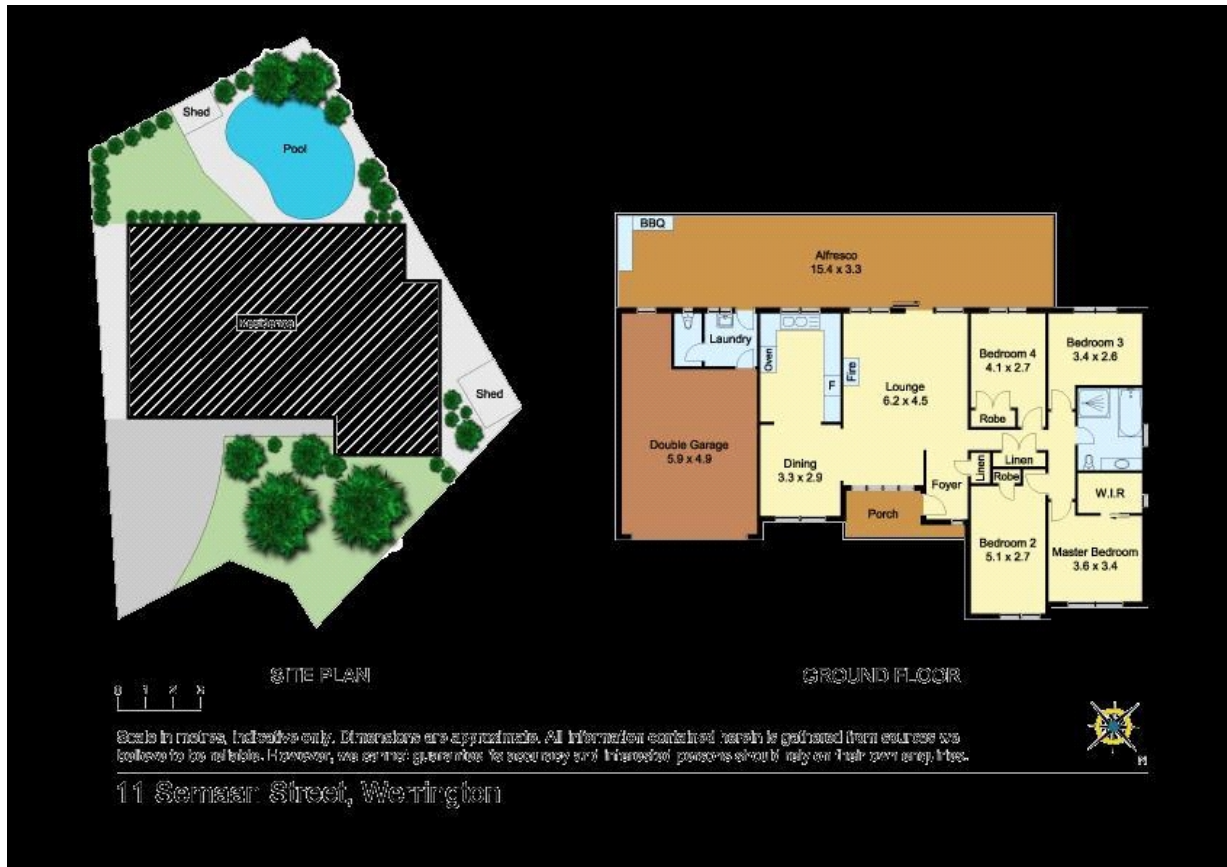 Shed
Pool
Residence
Shed
BBQ
Alfresco
15.4 x 3.3
Laundry
Oven
F
Fire
Lounge
6.2 x 4.5
Bedroom 4
4.1 x 2.7
Robe
Bedroom 3
3.4 x 2.6
Double Garage
5.9 x 4.9
Dining
3.3 x 2.9
Foyer
Linen
Linen
Robe
W.I.R
Porch
Bedroom 2
5.1 x 2.7
Master Bedroom
3.6 x 3.4
SITE PLAN
GROUND FLOOR
0 1 2 3
Scale in metres, indicative only. Dimensions are approximate. All information contained herein is gathered from sources we
believe to be reliable. However, we cannot guarantee its accuracy and interested persons should rely on their own enquiries.
N
11 Semaan Street, Werrington